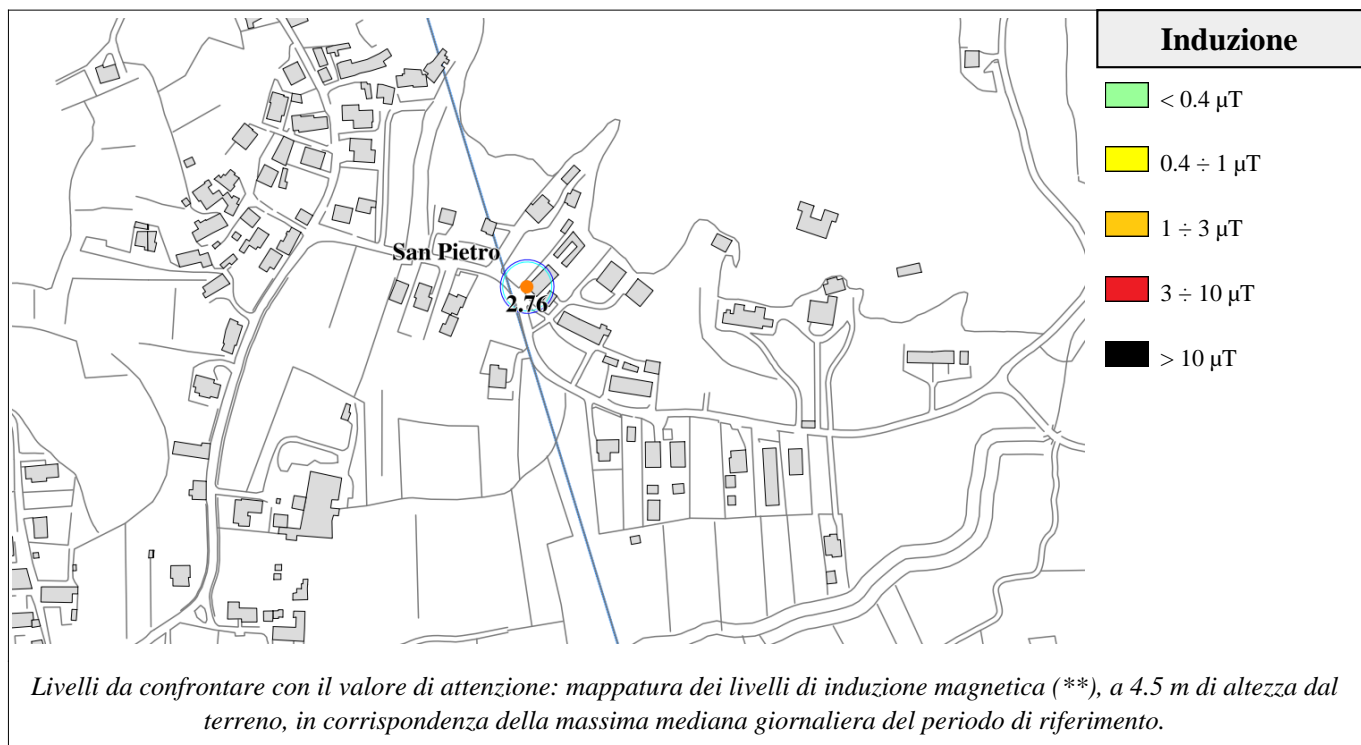 Induzione
< 0.4 µT
0.4 ÷ 1 µT
1 ÷ 3 µT
3 ÷ 10 µT
> 10 µT
San Pietro
2.76
Livelli da confrontare con il valore di attenzione: mappatura dei livelli di induzione magnetica (**), a 4.5 m di altezza dal
terreno, in corrispondenza della massima mediana giornaliera del periodo di riferimento.